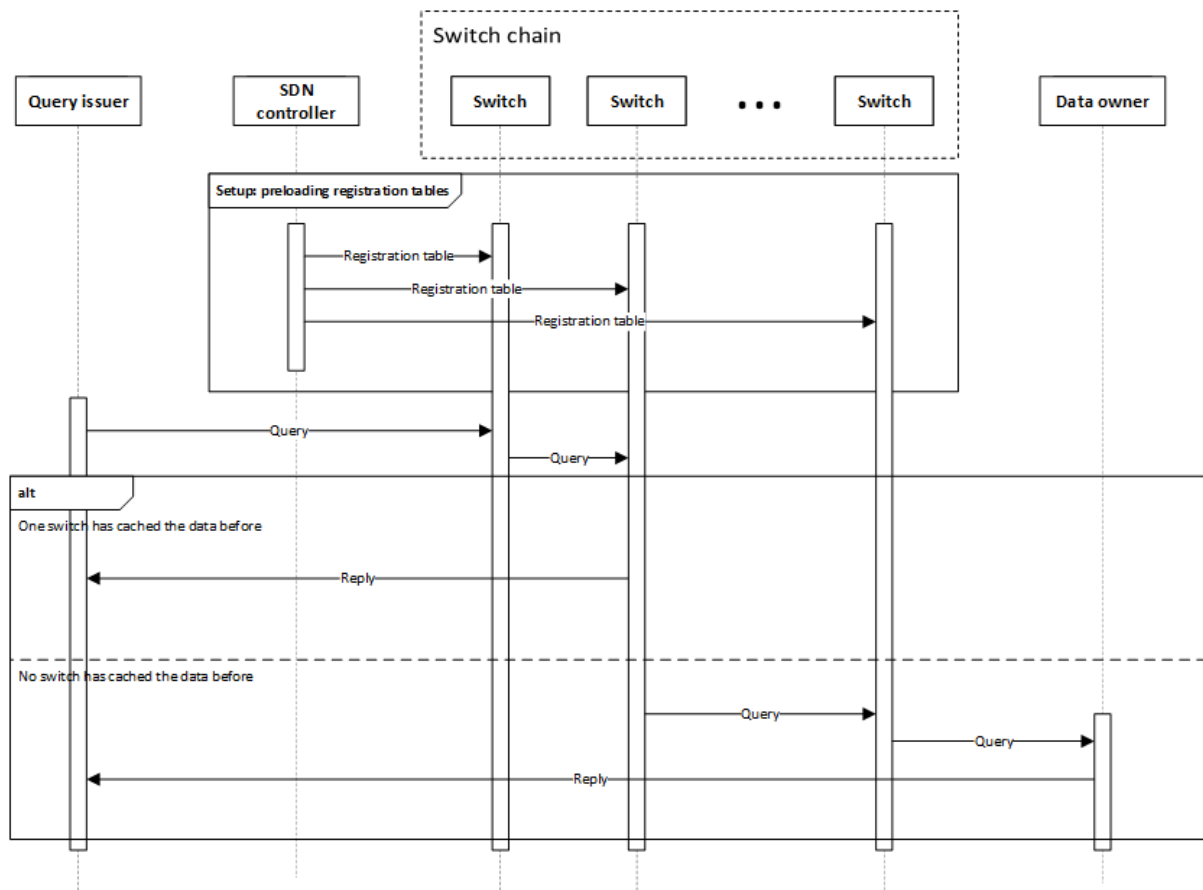 Switch chain
Query issuer
SDN
controller
Switch
Switch
...
Switch
Data owner
Setup: preloading registration tables
Registration table
Registration table
Registration table
Query
Query
alt
One switch has cached the data before
Reply
No switch has cached the data before
Query
Query
Reply